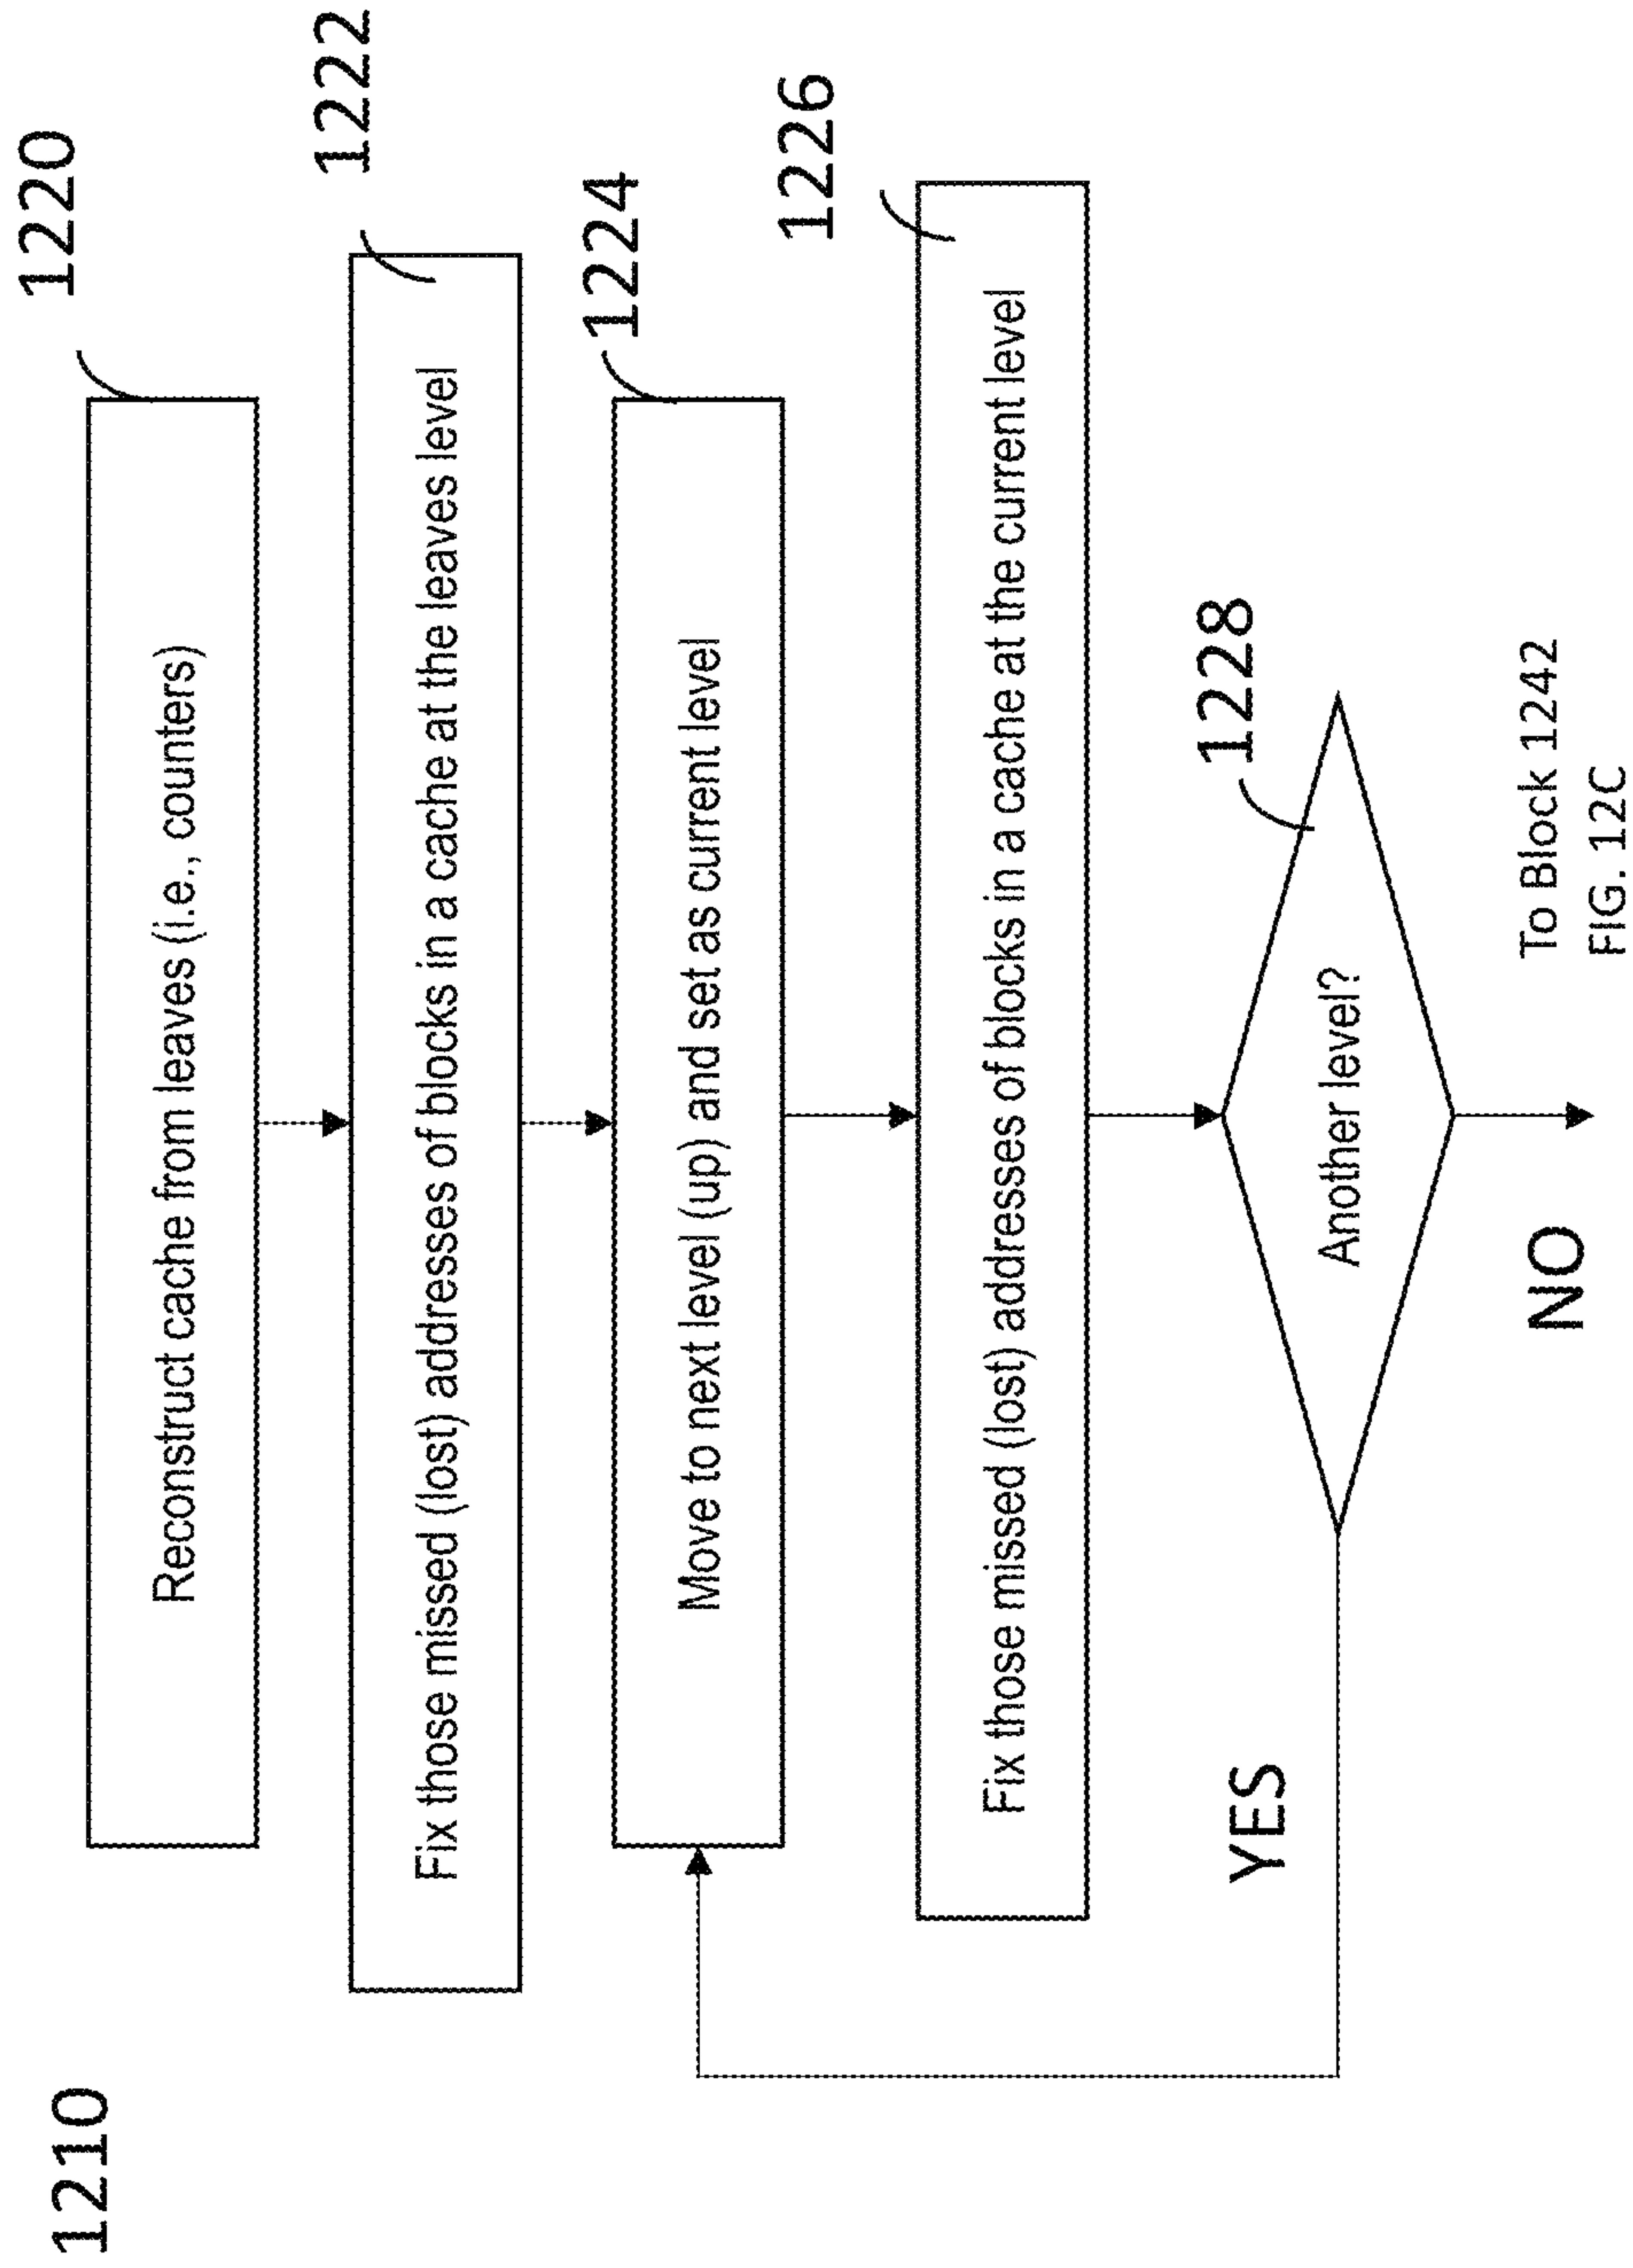 1210
1220
Reconstruct cache from leaves (i.e., counters)
1222
Fix those missed (lost) addresses of blocks in a cache at the leaves level
1224
Move to next level (up) and set as current level
1226
Fix those missed (lost) addresses of blocks in a cache at the current level
1228
Another level?
YES
NO
To Block 1242
FIG. 12C